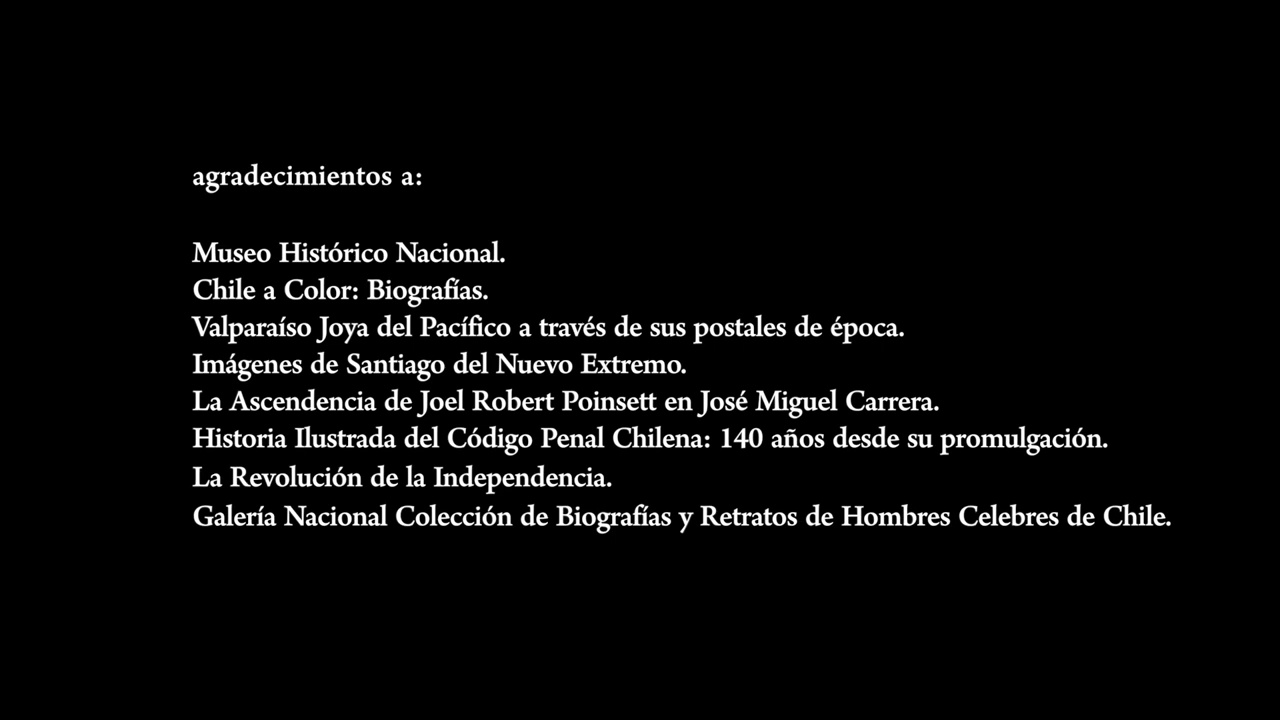 agradecimientos a:
Museo Histórico Nacional.
Chile a Color: Biografías.
Valparaíso Joya del Pacífico a través de sus postales de época.
Imágenes de Santiago del Nuevo Extremo.
La Ascendencia de Joel Robert Poinsett en José Miguel Carrera.
Historia Ilustrada del Código Penal Chilena: 140 años desde su promulgación.
La Revolución de la Independencia.
Galería Nacional Colección de Biografías y Retratos de Hombres Celebres de Chile.